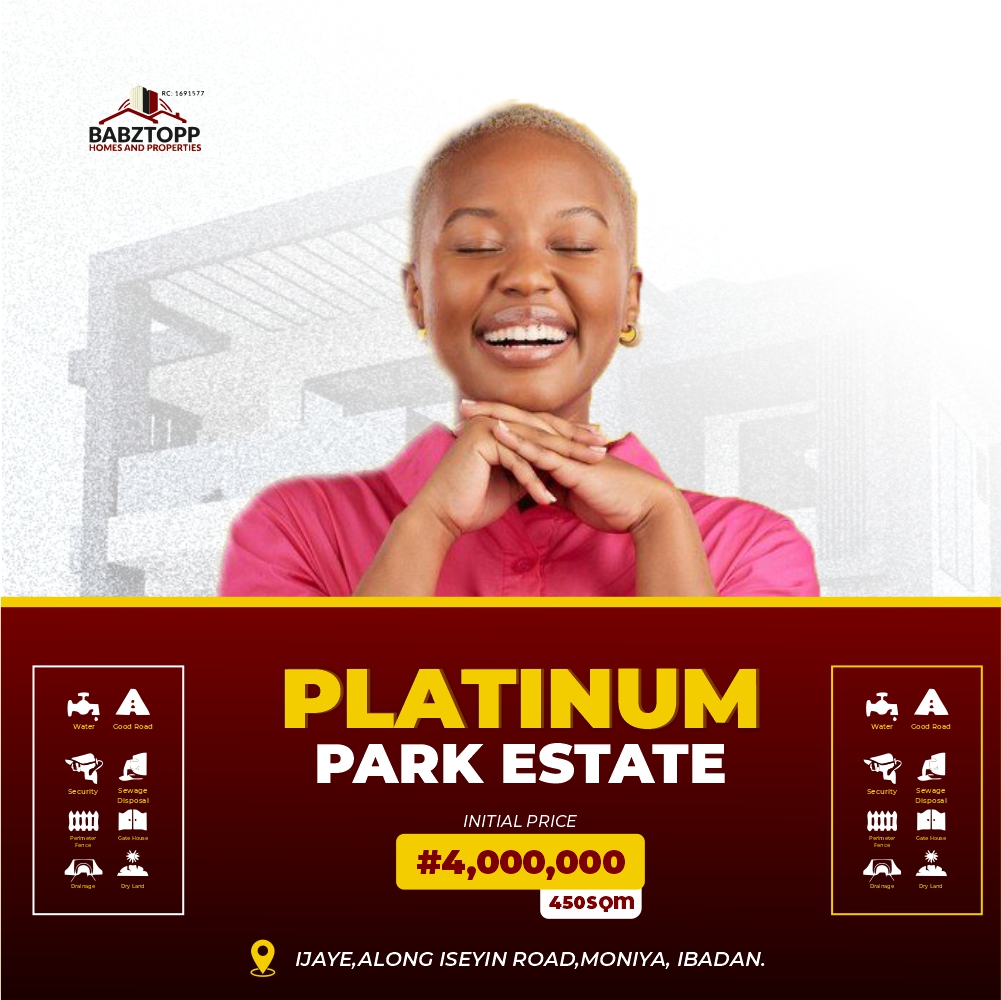 RC: 1691577
BABZTOPP
HOMES AND PROPERTIES
PLATINUM
PARK ESTATE
INITIAL PRICE
#4,000,000
450SQM
IJAYE,ALONG ISEYIN ROAD,MONIYA, IBADAN.
Water
Good Road
Security
Sewage
Disposal
Perimeter
Fence
Gate House
Drainage
Dry Land
Water
Good Road
Security
Sewage
Disposal
Perimeter
Fence
Gate House
Drainage
Dry Land